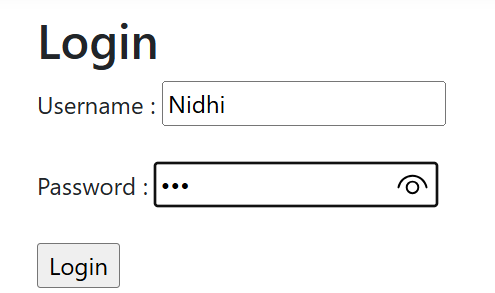 Login
Username : Nidhi
Password : •••
Login